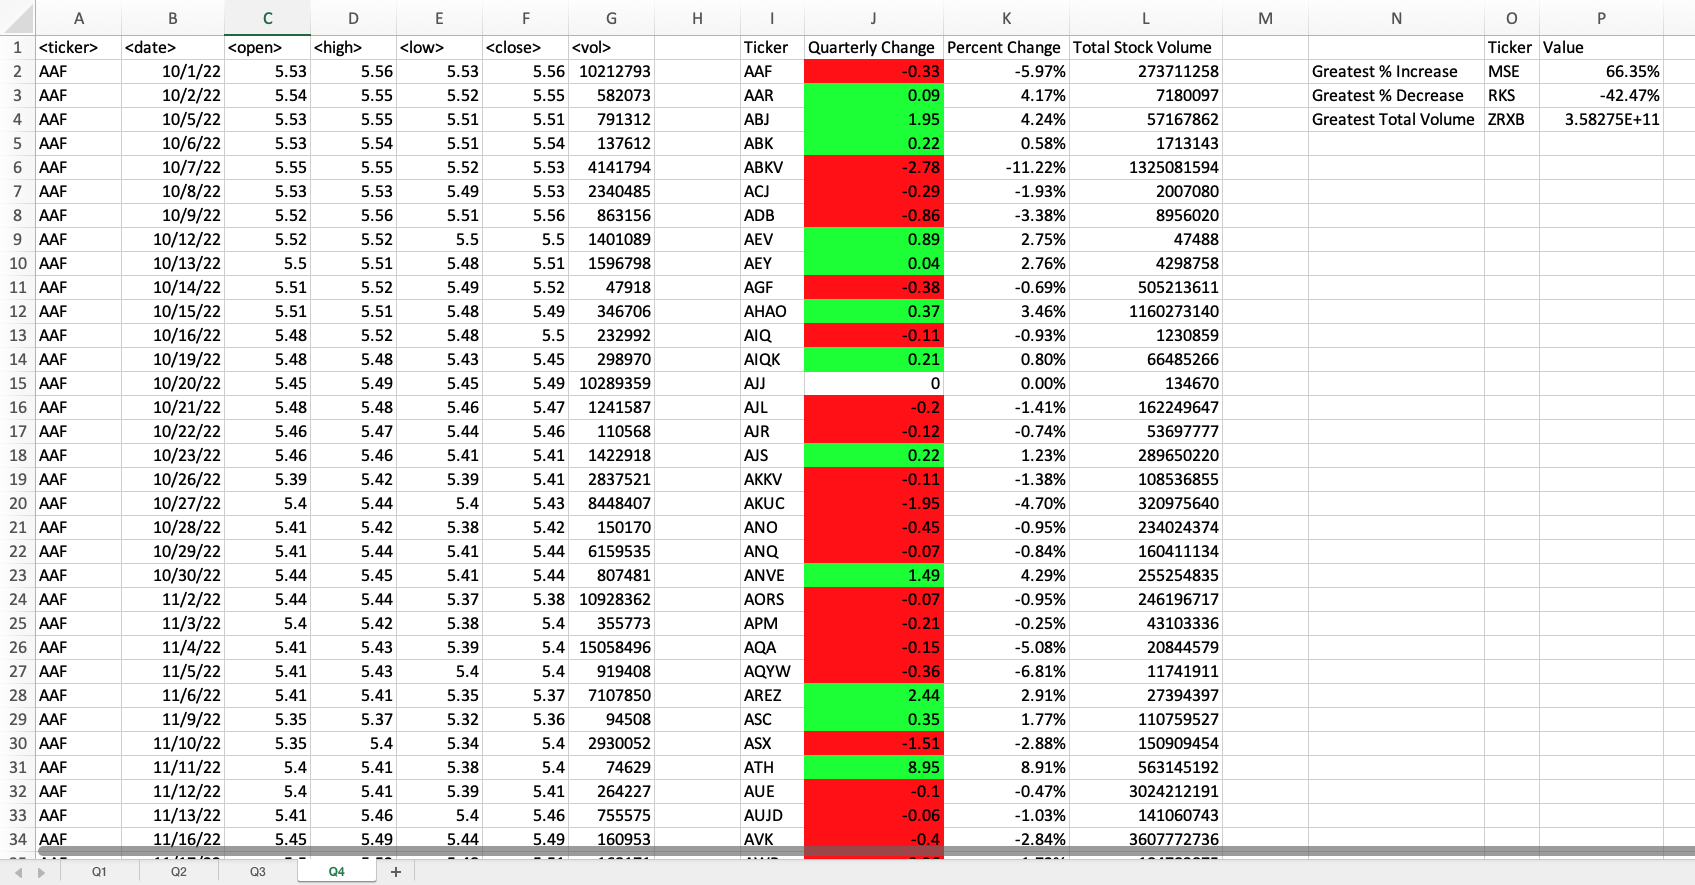 A B C D E F G H I J K L M N O P
1 <ticker> <date> <open> <high> <low> <close> <vol> Ticker Quarterly Change Percent Change Total Stock Volume Ticker Value
2 AAF 10/1/22 5.53 5.56 5.53 5.56 10212793 AAF -0.33 -5.97% 273711258 Greatest % Increase MSE 66.35%
3 AAF 10/2/22 5.54 5.55 5.52 5.55 582073 AAR 0.09 4.17% 7180097 Greatest % Decrease RKS -42.47%
4 AAF 10/5/22 5.53 5.55 5.51 5.51 791312 ABJ 1.95 4.24% 57167862 Greatest Total Volume ZRXB 3.58275E+11
5 AAF 10/6/22 5.53 5.54 5.51 5.54 137612 ABK 0.22 0.58% 1713143
6 AAF 10/7/22 5.55 5.55 5.52 5.53 4141794 ABKV -2.78 -11.22% 1325081594
7 AAF 10/8/22 5.53 5.53 5.49 5.53 2340485 ACJ -0.29 -1.93% 2007080
8 AAF 10/9/22 5.52 5.56 5.51 5.56 863156 ADB -0.86 -3.38% 8956020
9 AAF 10/12/22 5.52 5.52 5.5 5.5 1401089 AEV 0.89 2.75% 47488
10 AAF 10/13/22 5.5 5.51 5.48 5.51 1596798 AEY 0.04 2.76% 4298758
11 AAF 10/14/22 5.51 5.52 5.49 5.52 47918 AGF -0.38 -0.69% 505213611
12 AAF 10/15/22 5.51 5.51 5.48 5.49 346706 AHAO 0.37 3.46% 1160273140
13 AAF 10/16/22 5.48 5.52 5.48 5.5 232992 AIQ -0.11 -0.93% 1230859
14 AAF 10/19/22 5.48 5.48 5.43 5.45 298970 AIQK 0.21 0.80% 66485266
15 AAF 10/20/22 5.45 5.49 5.45 5.49 10289359 AJJ 0 0.00% 134670
16 AAF 10/21/22 5.48 5.48 5.46 5.47 1241587 AJL -0.2 -1.41% 162249647
17 AAF 10/22/22 5.46 5.47 5.44 5.46 110568 AJR -0.12 -0.74% 53697777
18 AAF 10/23/22 5.46 5.46 5.41 5.41 1422918 AJS 0.22 1.23% 289650220
19 AAF 10/26/22 5.39 5.42 5.39 5.41 2837521 AKKV -0.11 -1.38% 108536855
20 AAF 10/27/22 5.4 5.44 5.4 5.43 8448407 AKUC -1.95 -4.70% 320975640
21 AAF 10/28/22 5.41 5.42 5.38 5.42 150170 ANO -0.45 -0.95% 234024374
22 AAF 10/29/22 5.41 5.44 5.41 5.44 6159535 ANQ -0.07 -0.84% 160411134
23 AAF 10/30/22 5.44 5.45 5.41 5.44 807481 ANVE 1.49 4.29% 255254835
24 AAF 11/2/22 5.44 5.44 5.37 5.38 10928362 AORS -0.07 -0.95% 246196717
25 AAF 11/3/22 5.4 5.42 5.38 5.4 355773 APM -0.21 -0.25% 43103336
26 AAF 11/4/22 5.41 5.43 5.39 5.4 15058496 AQA -0.15 -5.08% 20844579
27 AAF 11/5/22 5.41 5.43 5.4 5.4 919408 AQYW -0.36 -6.81% 11741911
28 AAF 11/6/22 5.41 5.41 5.35 5.37 7107850 AREZ 2.44 2.91% 27394397
29 AAF 11/9/22 5.35 5.37 5.32 5.36 94508 ASC 0.35 1.77% 110759527
30 AAF 11/10/22 5.35 5.4 5.34 5.4 2930052 ASX -1.51 -2.88% 150909454
31 AAF 11/11/22 5.4 5.41 5.38 5.4 74629 ATH 8.95 8.91% 563145192
32 AAF 11/12/22 5.4 5.41 5.39 5.41 264227 AUE -0.1 -0.47% 3024212191
33 AAF 11/13/22 5.41 5.46 5.4 5.46 755575 AUJD -0.06 -1.03% 141060743
34 AAF 11/16/22 5.45 5.49 5.44 5.49 160953 AVK -0.4 -2.84% 3607772736
Q1 Q2 Q3 Q4 +